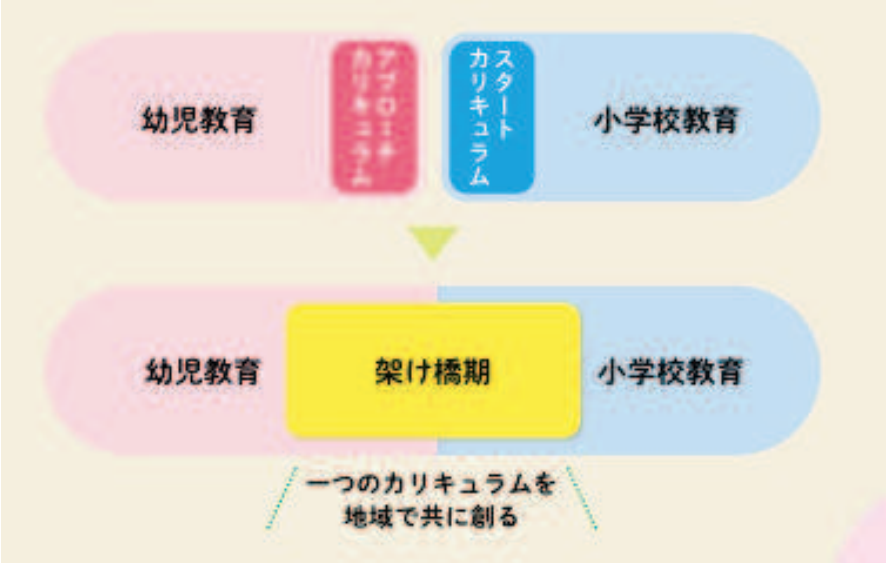 幼児教育
アプローチ
カリキュラム
スタート
カリキュラム
小学校教育
幼児教育
架け橋期
小学校教育
一つのカリキュラムを
地域で共に創る